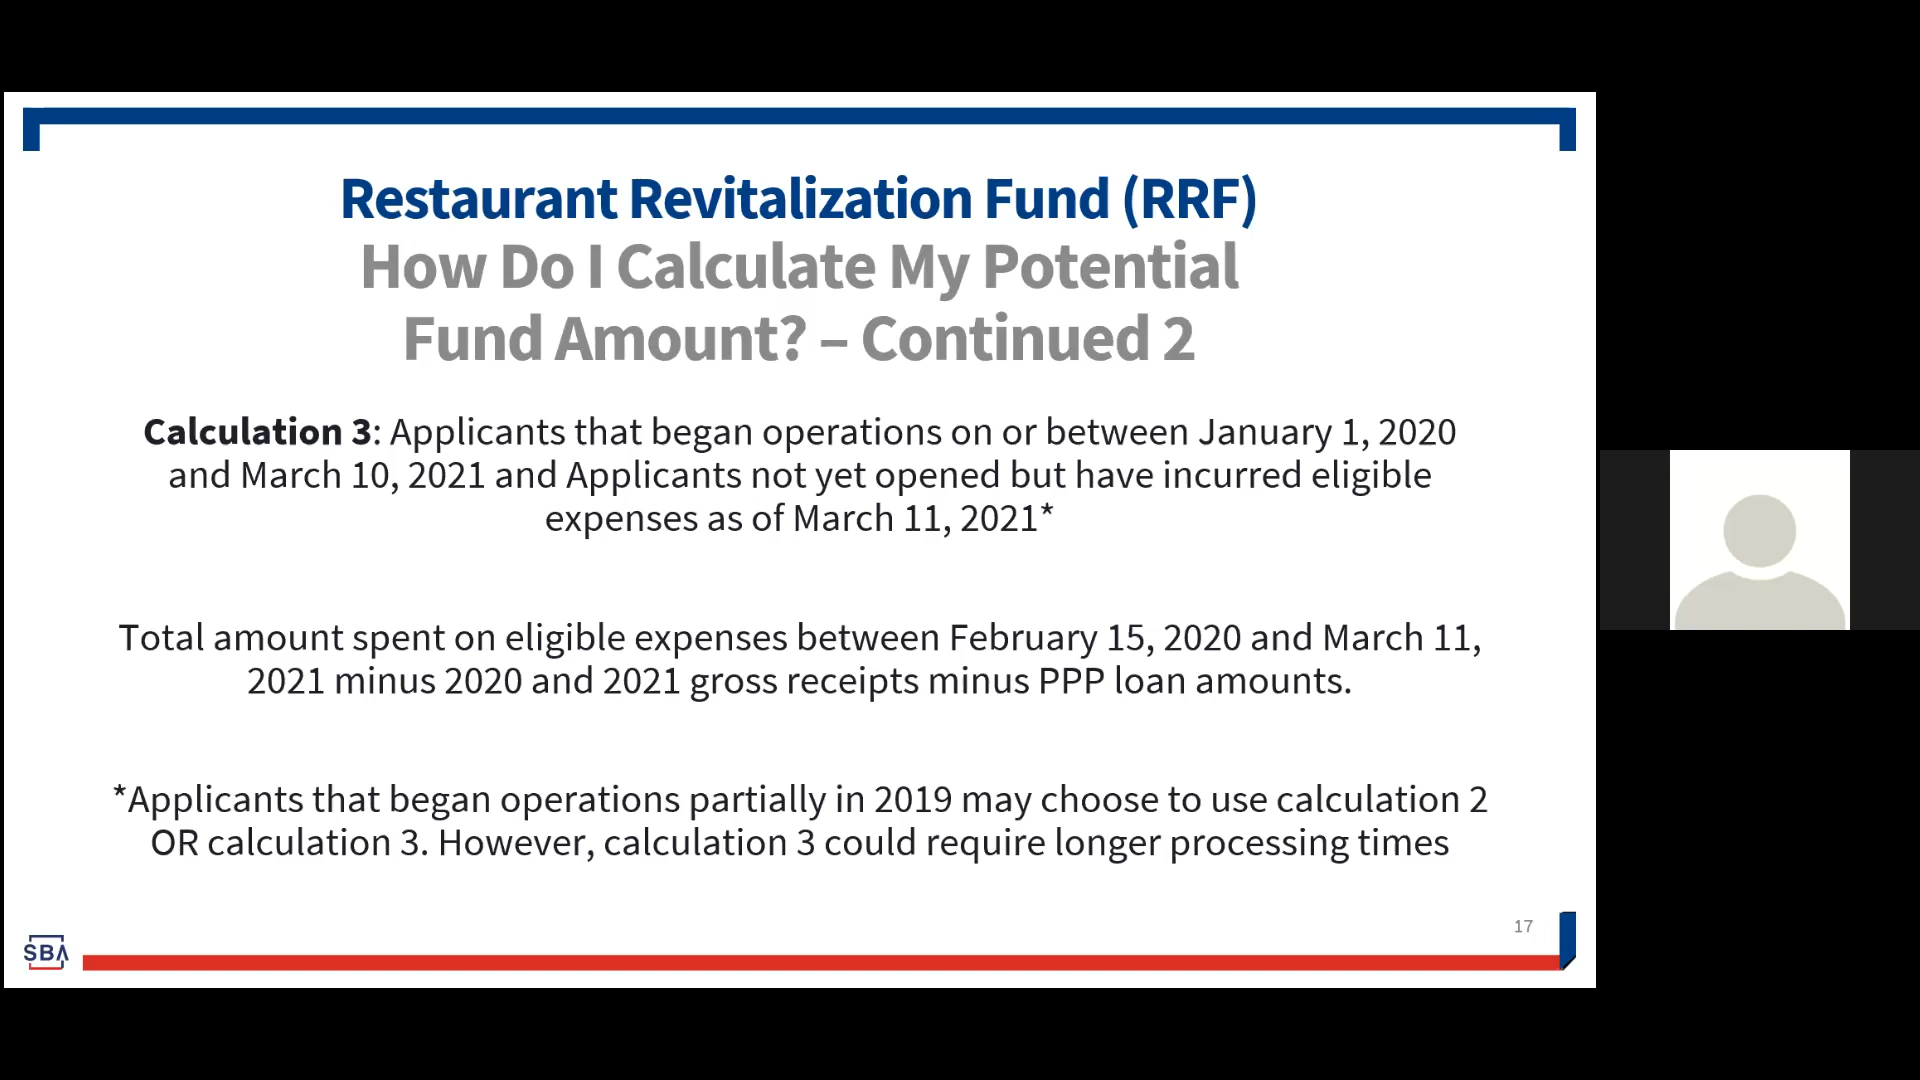 Restaurant Revitalization Fund (RRF)
How Do I Calculate My Potential
Fund Amount? – Continued 2
Calculation 3: Applicants that began operations on or between January 1, 2020
and March 10, 2021 and Applicants not yet opened but have incurred eligible
expenses as of March 11, 2021*
Total amount spent on eligible expenses between February 15, 2020 and March 11,
2021 minus 2020 and 2021 gross receipts minus PPP loan amounts.
*Applicants that began operations partially in 2019 may choose to use calculation 2
OR calculation 3. However, calculation 3 could require longer processing times
17
SBA